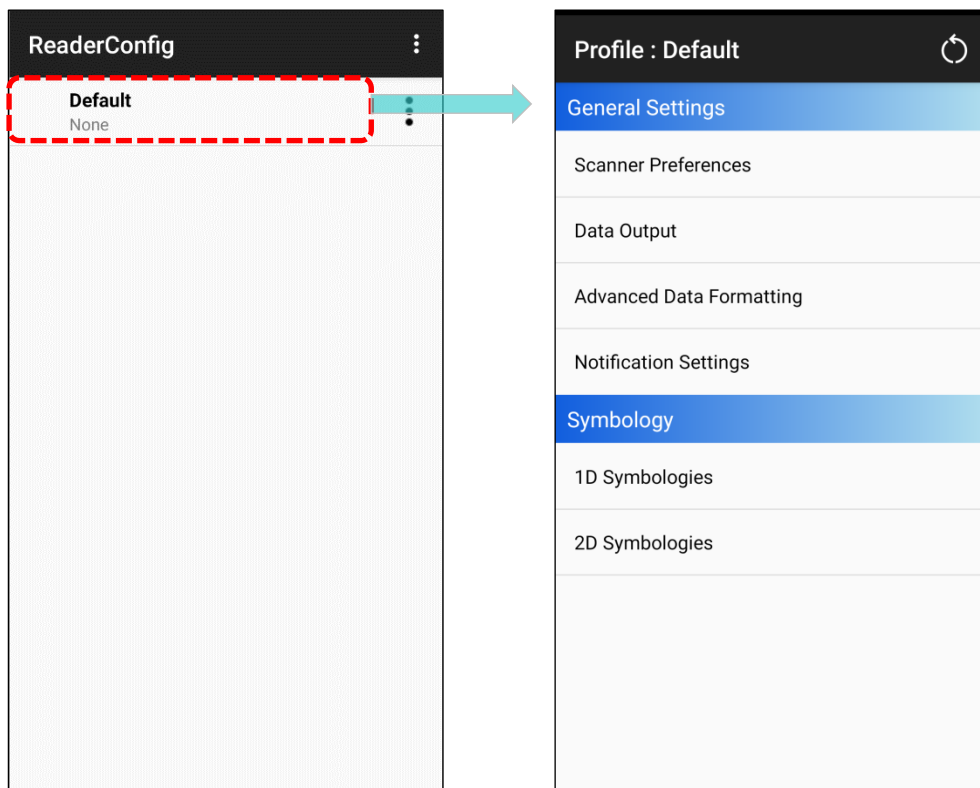 ReaderConfig
Default
None
Profile : Default
General Settings
Scanner Preferences
Data Output
Advanced Data Formatting
Notification Settings
Symbology
1D Symbologies
2D Symbologies